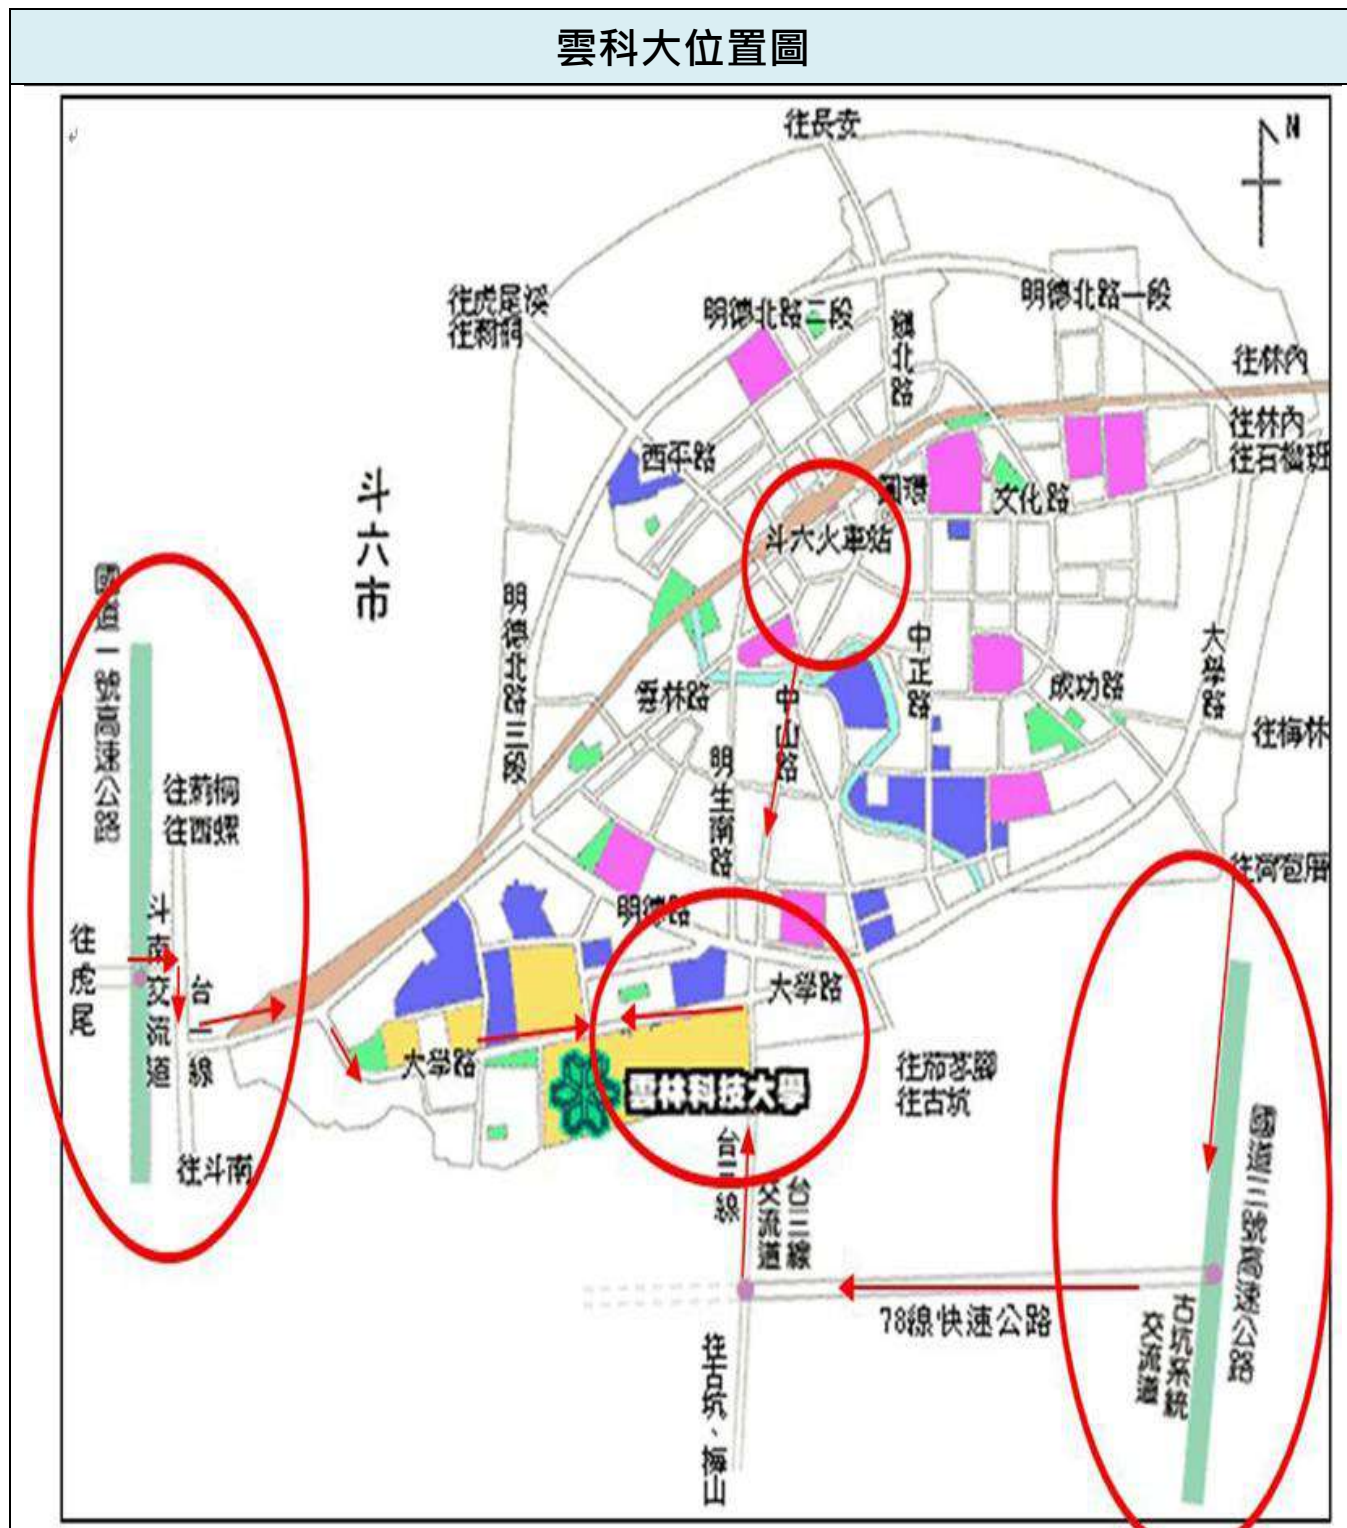 雲科大位置圖
N
往長安
往虎尾溪
往莿桐
明德北路二段
明德北路一段
鎮北路
往林內
往林內
往石榴班
西平路
圓環
文化路
斗六市
斗六火車站
國道一號高速公路
明德北路三段
中正路
大學路
成功路
雲林路
中山路
往梅林
明生南路
往莿桐
往西螺
往荷包厝
明德路
斗南交流道
往虎尾
台一線
大學路
大學路
雲林科技大學
往茄苳腳
往古坑
往斗南
台三線
台三線
交流道
國道三號高速公路
78線快速公路
古坑系統
交流道
往古坑、梅山